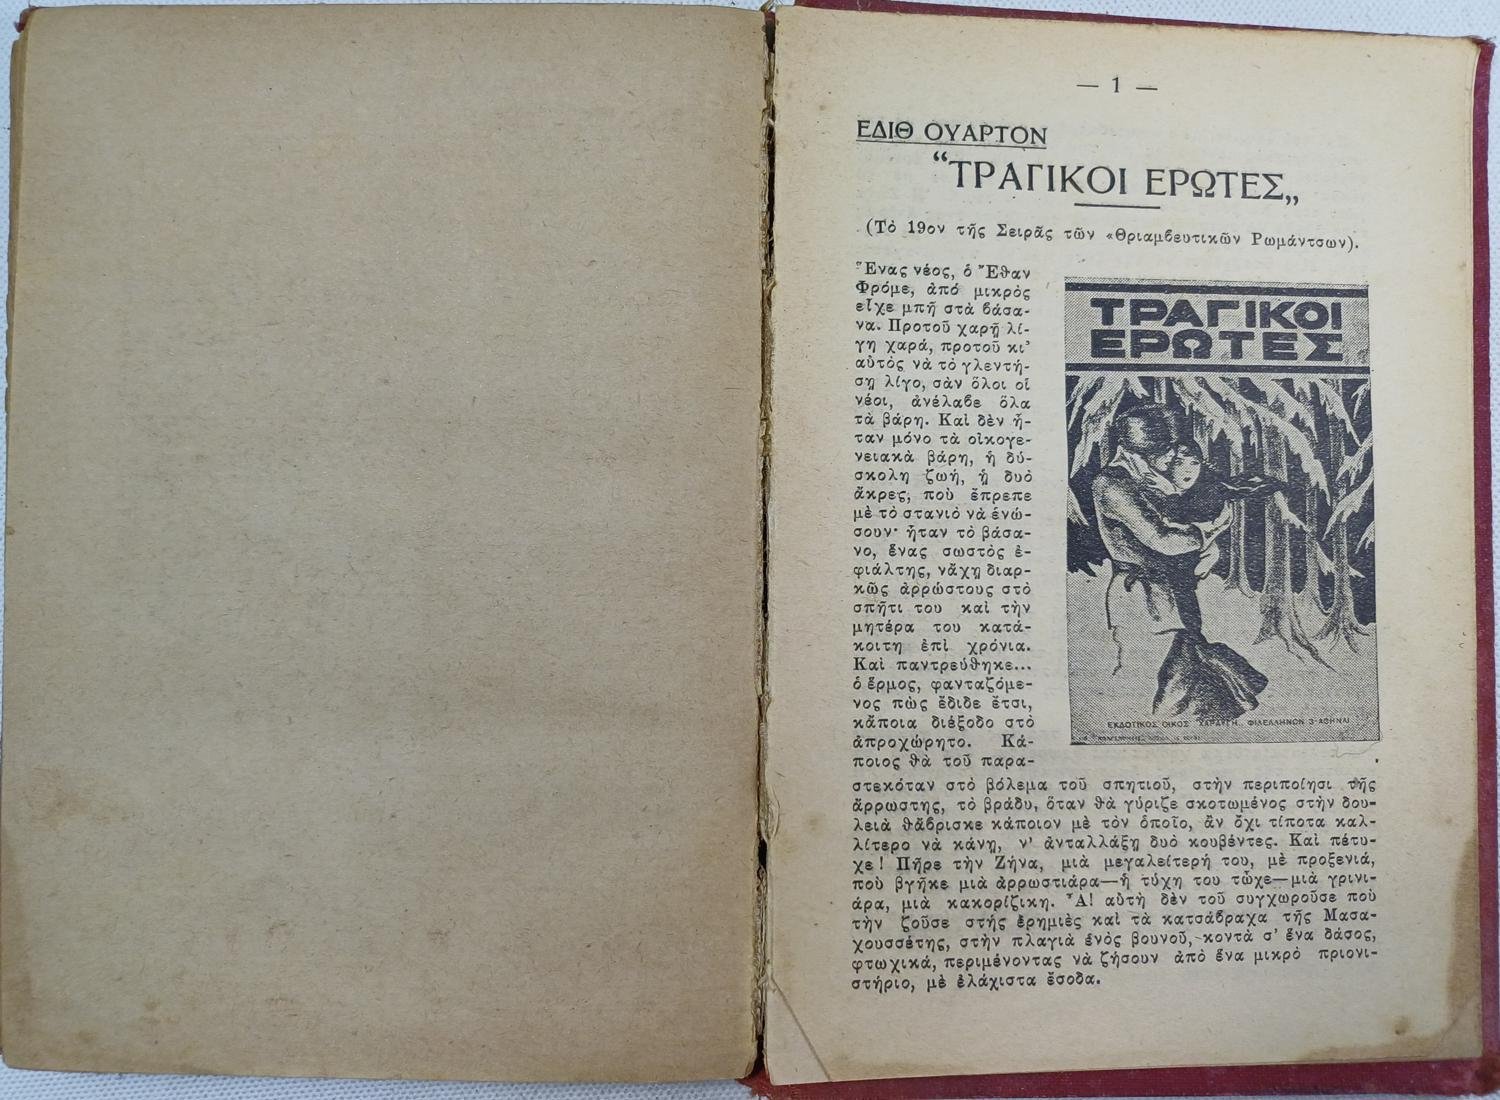 — 1 —
ΕΔΙΘ ΟΥΑΡΤΟΝ
“ΤΡΑΓΙΚΟΙ ΕΡΩΤΕΣ„
(Τὸ 19ον τῆς Σειρᾶς τῶν «Θριαμβευτικῶν Ρωμάντσων).
Ἕνας νέος, ὁ Ἔθαν
Φρόμε, ἀπό μικρὸς
εἶχε μπῆ στὰ βάσα-
να. Προτοῦ χαρῇ λί-
γη χαρά, προτοῦ κι’
αὐτὸς νὰ τὸ γλεντή-
σῃ λίγο, σὰν ὅλοι οἱ
νέοι, ἀνέλαβε ὅλα
τὰ βάρη. Καὶ δὲν ἦ-
ταν μόνο τὰ οἰκογε-
νειακὰ βάρη, ἡ δύ-
σκολη ζωή, ἡ δυὸ
ἄκρες, ποὺ ἔπρεπε
μὲ τὸ στανιὸ νὰ ἑνώ-
σουν· ἦταν τὸ βάσα-
νο, ἕνας σωστὸς ἐ-
φιάλτης, νἄχῃ διαρ-
κῶς ἀρρώστους στὸ
σπῆτι του καὶ τὴν
μητέρα του κατά-
κοιτη ἐπὶ χρόνια.
Καὶ παντρεύθηκε...
ὁ ἔρμος, φανταζόμε-
νος πὼς ἔδιδε ἔτσι,
κἄποια διέξοδο στὸ
ἀπροχώρητο. Κά-
ποιος θὰ τοῦ παρα-
στεκόταν στὸ βόλεμα τοῦ σπητιοῦ, στὴν περιποίησι τῆς
ἄρρωστης, τὸ βράδυ, ὅταν θὰ γύριζε σκοτωμένος στὴν δου-
λειὰ θἄβρισκε κάποιον μὲ τὸν ὁποῖο, ἄν ὄχι τίποτα καλ-
λίτερο νὰ κάνῃ, ν’ ἀνταλλάξῃ δυὸ κουβέντες. Καὶ πέτυ-
χε! Πῆρε τὴν Ζήνα, μιὰ μεγαλείτερή του, μὲ προξενιά,
ποὺ βγῆκε μιὰ ἀρρωστιάρα—ἡ τύχη του τὦχε—μιὰ γρινι-
άρα, μιὰ κακορίζικη. Ἆ! αὐτὴ δὲν τοῦ συγχωροῦσε ποὺ
τὴν ζοῦσε στῆς ἐρημιὲς καὶ τὰ κατσάβραχα τῆς Μασα-
χουσσέτης, στὴν πλαγιὰ ἑνὸς βουνοῦ, κοντὰ σ’ ἕνα δάσος,
φτωχικά, περιμένοντας νὰ ζήσουν ἀπὸ ἕνα μικρὸ πριονι-
στήριο, μὲ ἐλάχιστα ἔσοδα.
ΤΡΑΓΙΚΟΙ
ΕΡΩΤΕΣ
ΕΚΔΟΤΙΚΟΣ ΟΙΚΟΣ „ΧΑΡΑΥΓΗ„ ΦΙΛΕΛΛΗΝΩΝ 3 ΑΘΗΝΑΙ